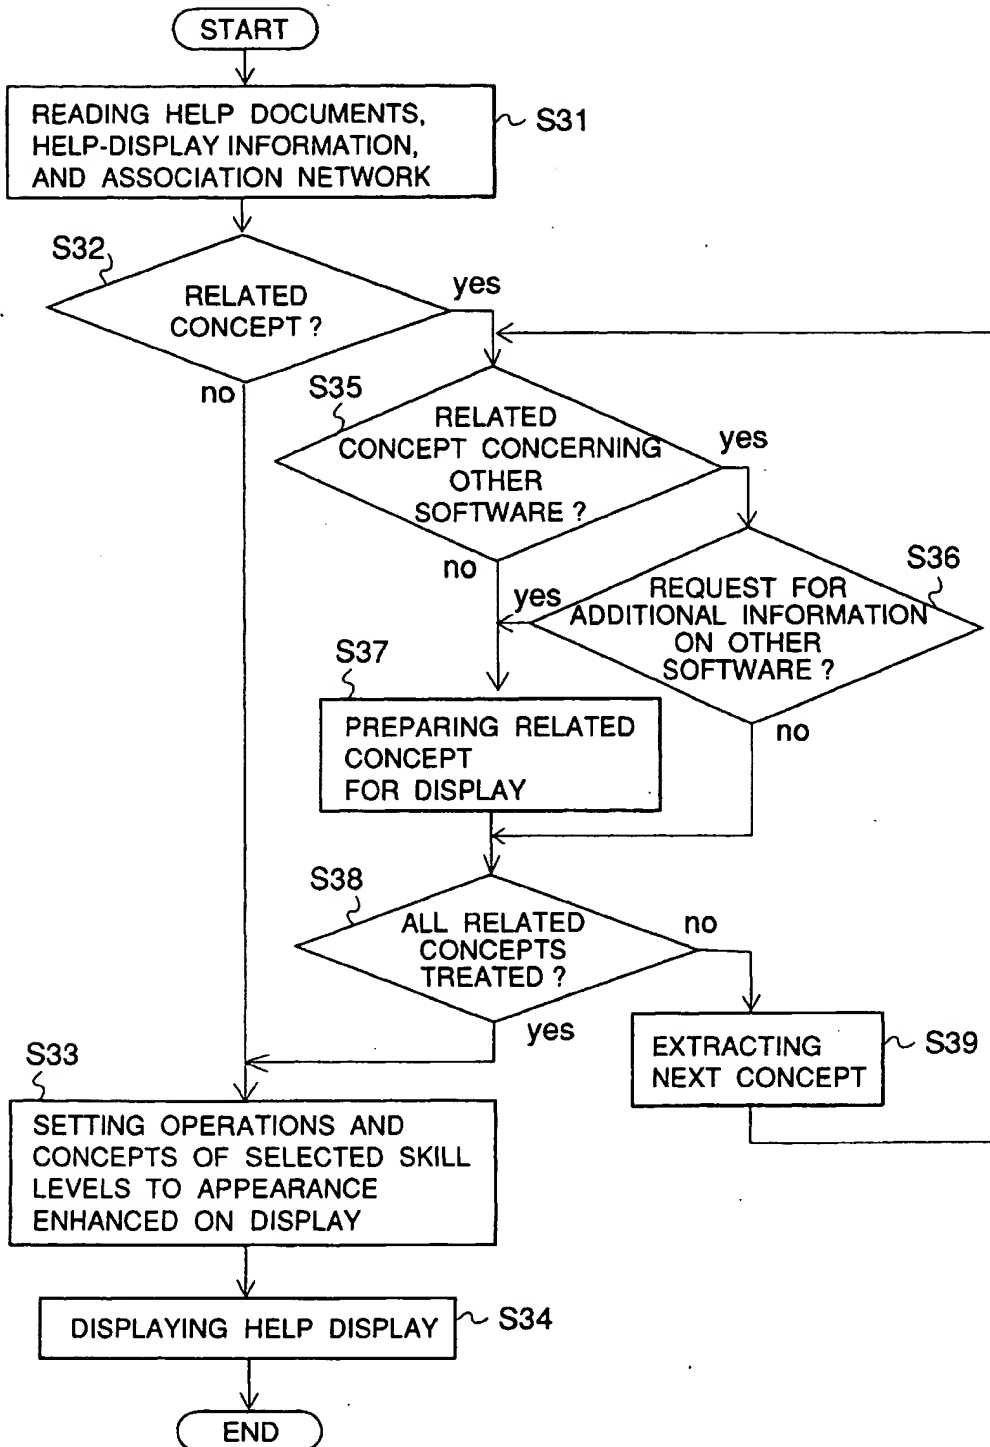 START
READING HELP DOCUMENTS,
HELP-DISPLAY INFORMATION,
AND ASSOCIATION NETWORK
S31
S32
RELATED
CONCEPT ?
yes
no
S35
RELATED
CONCEPT CONCERNING
OTHER
SOFTWARE ?
yes
no
S36
REQUEST FOR
ADDITIONAL INFORMATION
ON OTHER
SOFTWARE ?
yes
no
S37
PREPARING RELATED
CONCEPT
FOR DISPLAY
S38
ALL RELATED
CONCEPTS
TREATED ?
no
yes
EXTRACTING
NEXT CONCEPT
S39
S33
SETTING OPERATIONS AND
CONCEPTS OF SELECTED SKILL
LEVELS TO APPEARANCE
ENHANCED ON DISPLAY
DISPLAYING HELP DISPLAY
S34
END